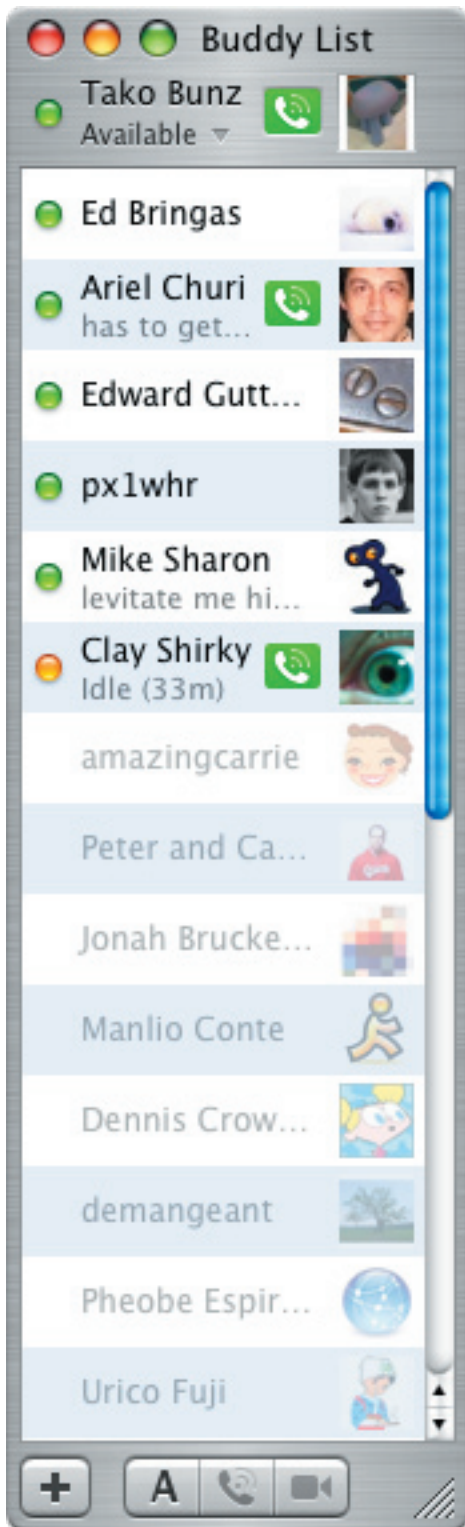 Buddy List
Tako Bunz
Available
Ed Bringas
Ariel Churi
has to get...
Edward Gutt...
px1whr
Mike Sharon
levitate me hi...
Clay Shirky
Idle (33m)
amazingcarrie
Peter and Ca...
Jonah Brucke...
Manlio Conte
Dennis Crow...
demangeant
Pheobe Espir...
Urico Fuji
+ A